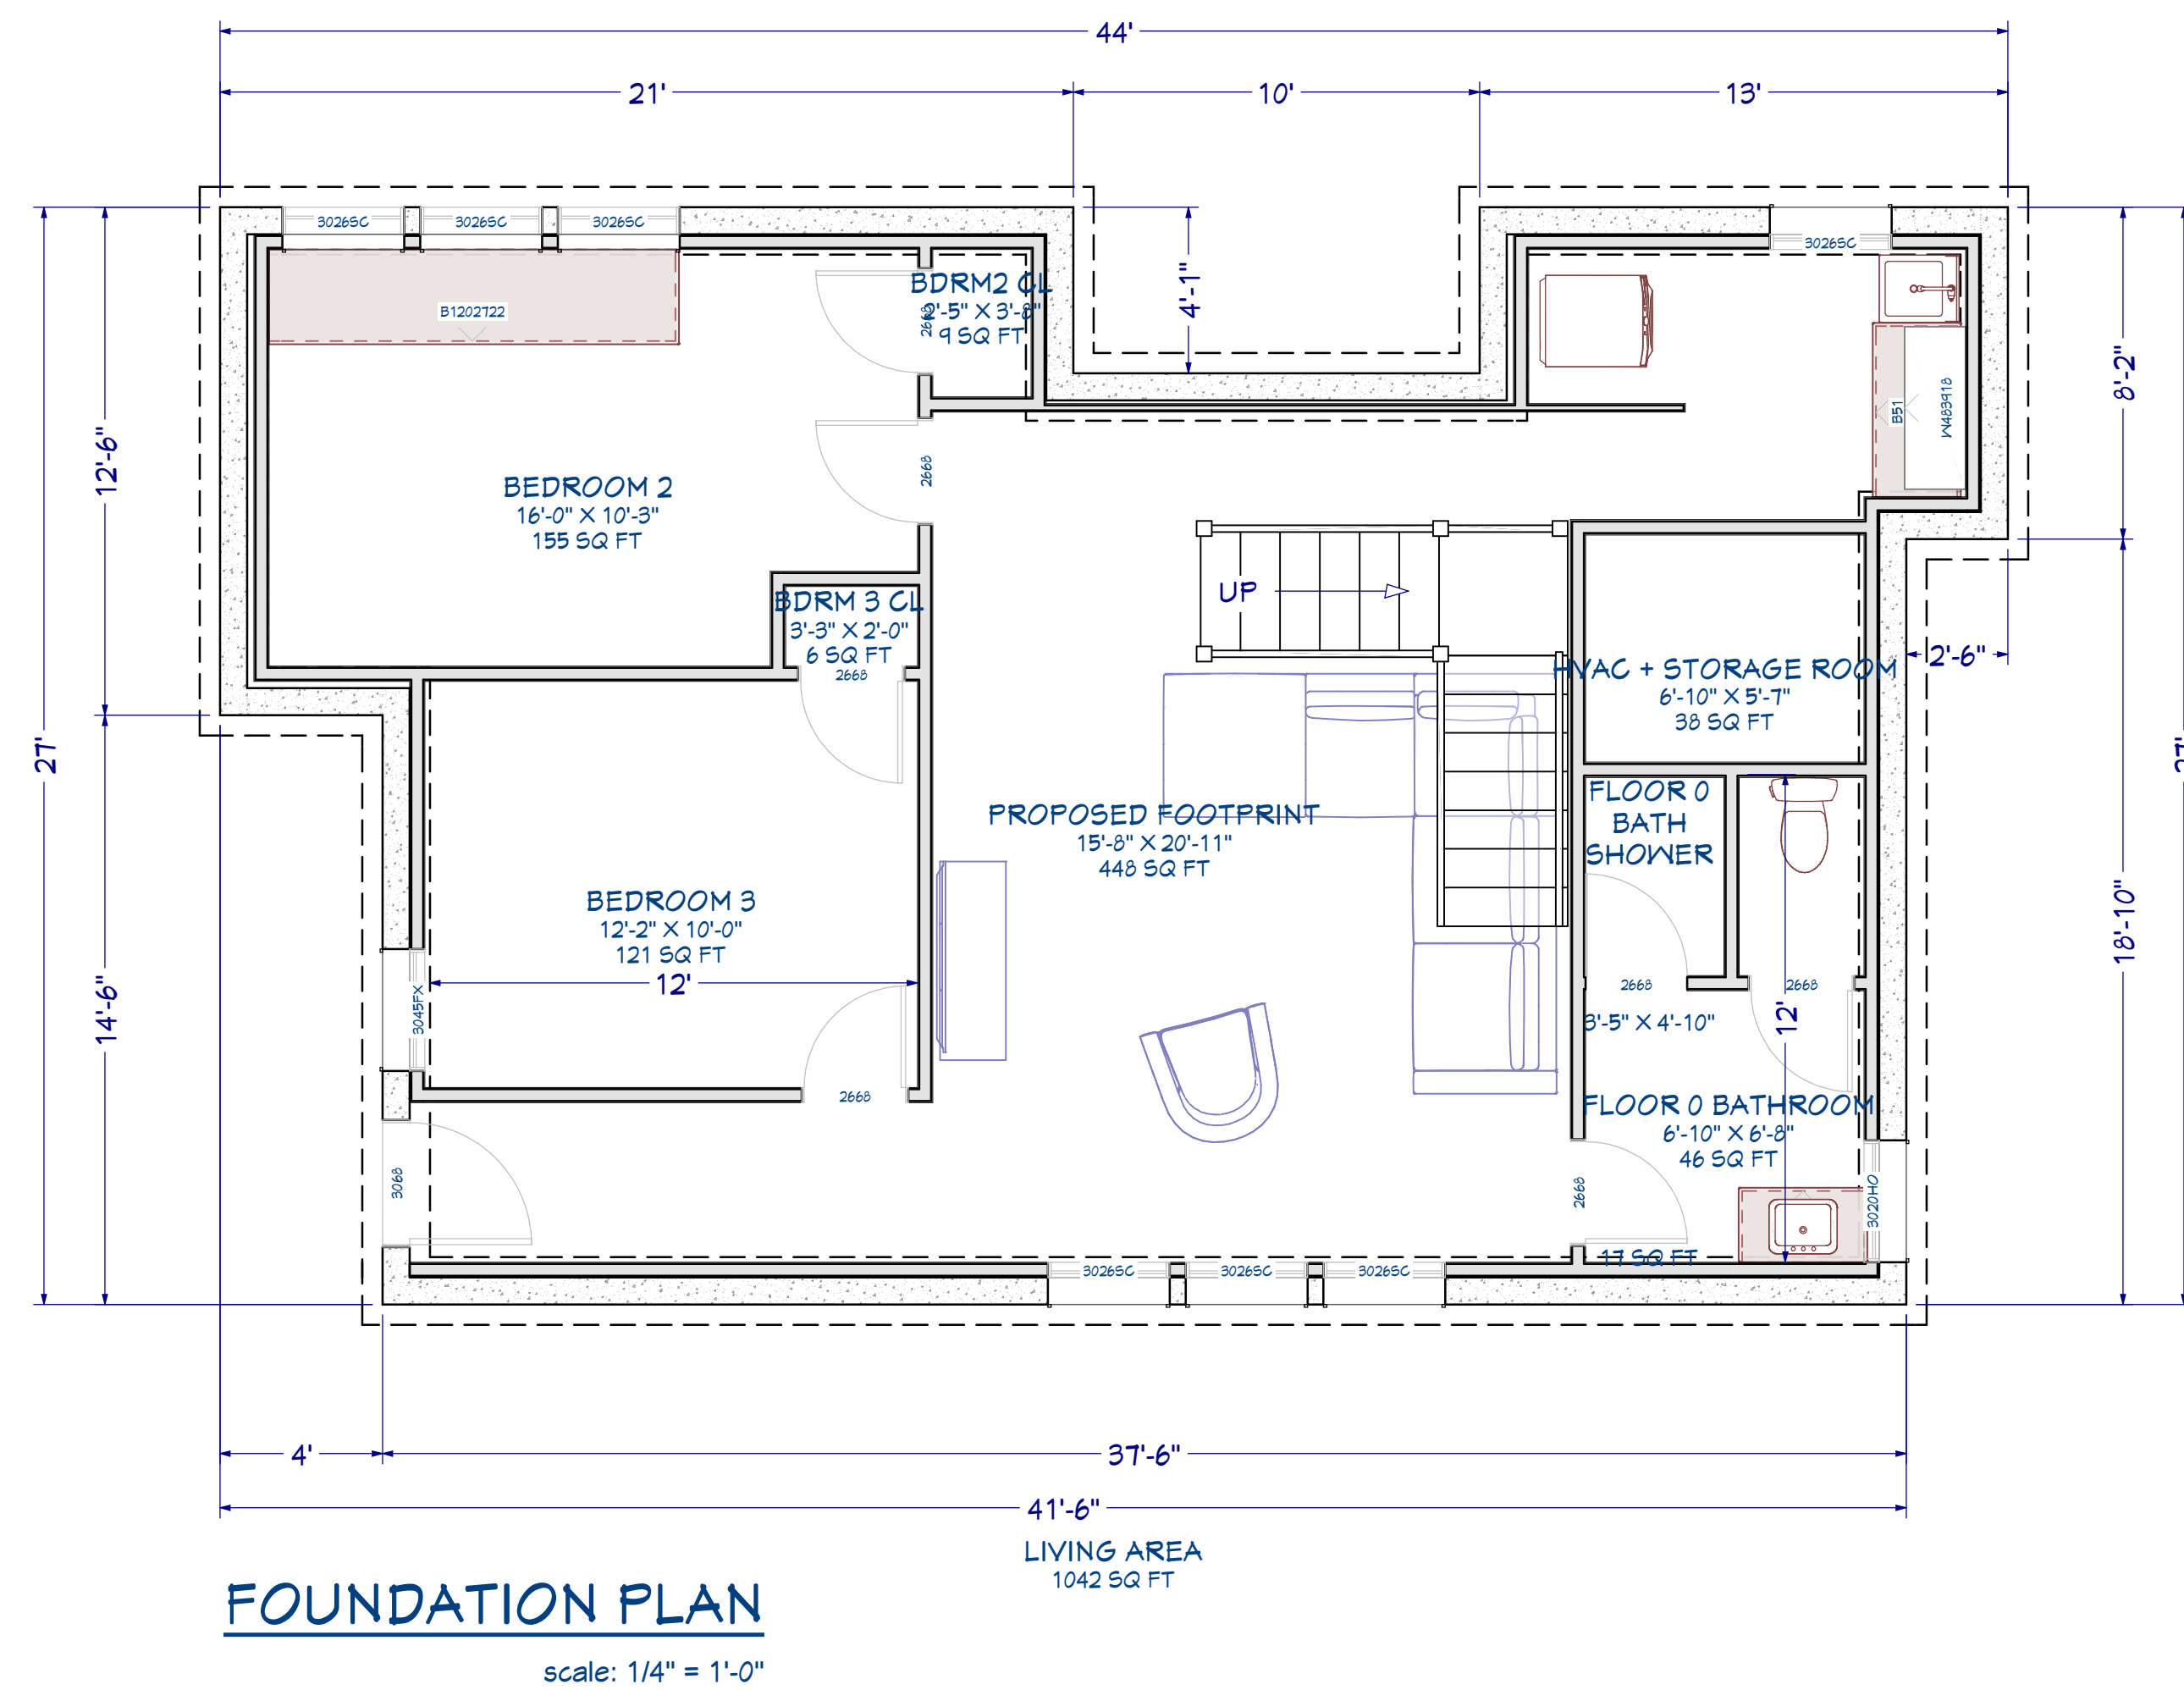 44'
21'
10'
13'
3026SC
3026SC
3026SC
3026SC
BDRM2 CL
2'-5" X 3'-8"
9 SQ FT
2668
B1202722
4'-1"
8'-2"
B51
W483918
12'-6"
27'
27'
2668
BEDROOM 2
16'-0" X 10'-3"
155 SQ FT
UP
BDRM 3 CL
3'-3" X 2'-0"
6 SQ FT
2668
2'-6"
HVAC + STORAGE ROOM
6'-10" X 5'-7"
38 SQ FT
FLOOR 0
BATH
SHOWER
PROPOSED FOOTPRINT
15'-8" X 20'-11"
448 SQ FT
BEDROOM 3
12'-2" X 10'-0"
121 SQ FT
12'
18'-10"
14'-6"
3045FX
2668
2668
12'
3'-5" X 4'-10"
2668
FLOOR 0 BATHROOM
6'-10" X 6'-8"
46 SQ FT
3068
2668
3020HO
17 SQ FT
3026SC
3026SC
3026SC
4'
37'-6"
41'-6"
LIVING AREA
1042 SQ FT
FOUNDATION PLAN
scale: 1/4" = 1'-0"